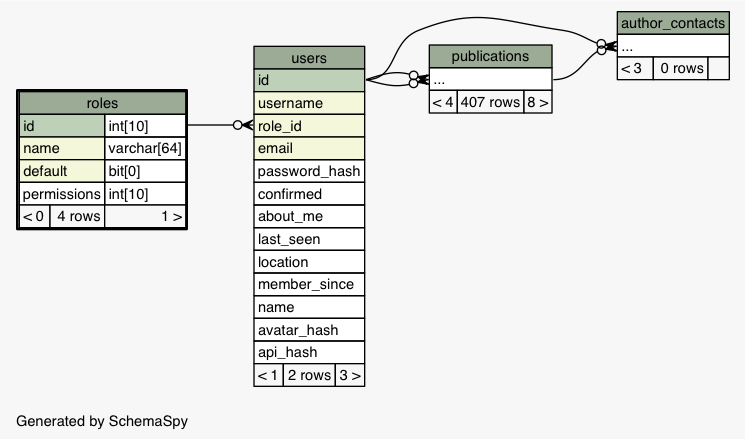 author_contacts
...
< 3 0 rows
users
id
username
role_id
email
password_hash
confirmed
about_me
last_seen
location
member_since
name
avatar_hash
api_hash
< 1 2 rows 3 >
publications
...
< 4 407 rows 8 >
roles
id int[10]
name varchar[64]
default bit[0]
permissions int[10]
< 0 4 rows 1 >
Generated by SchemaSpy